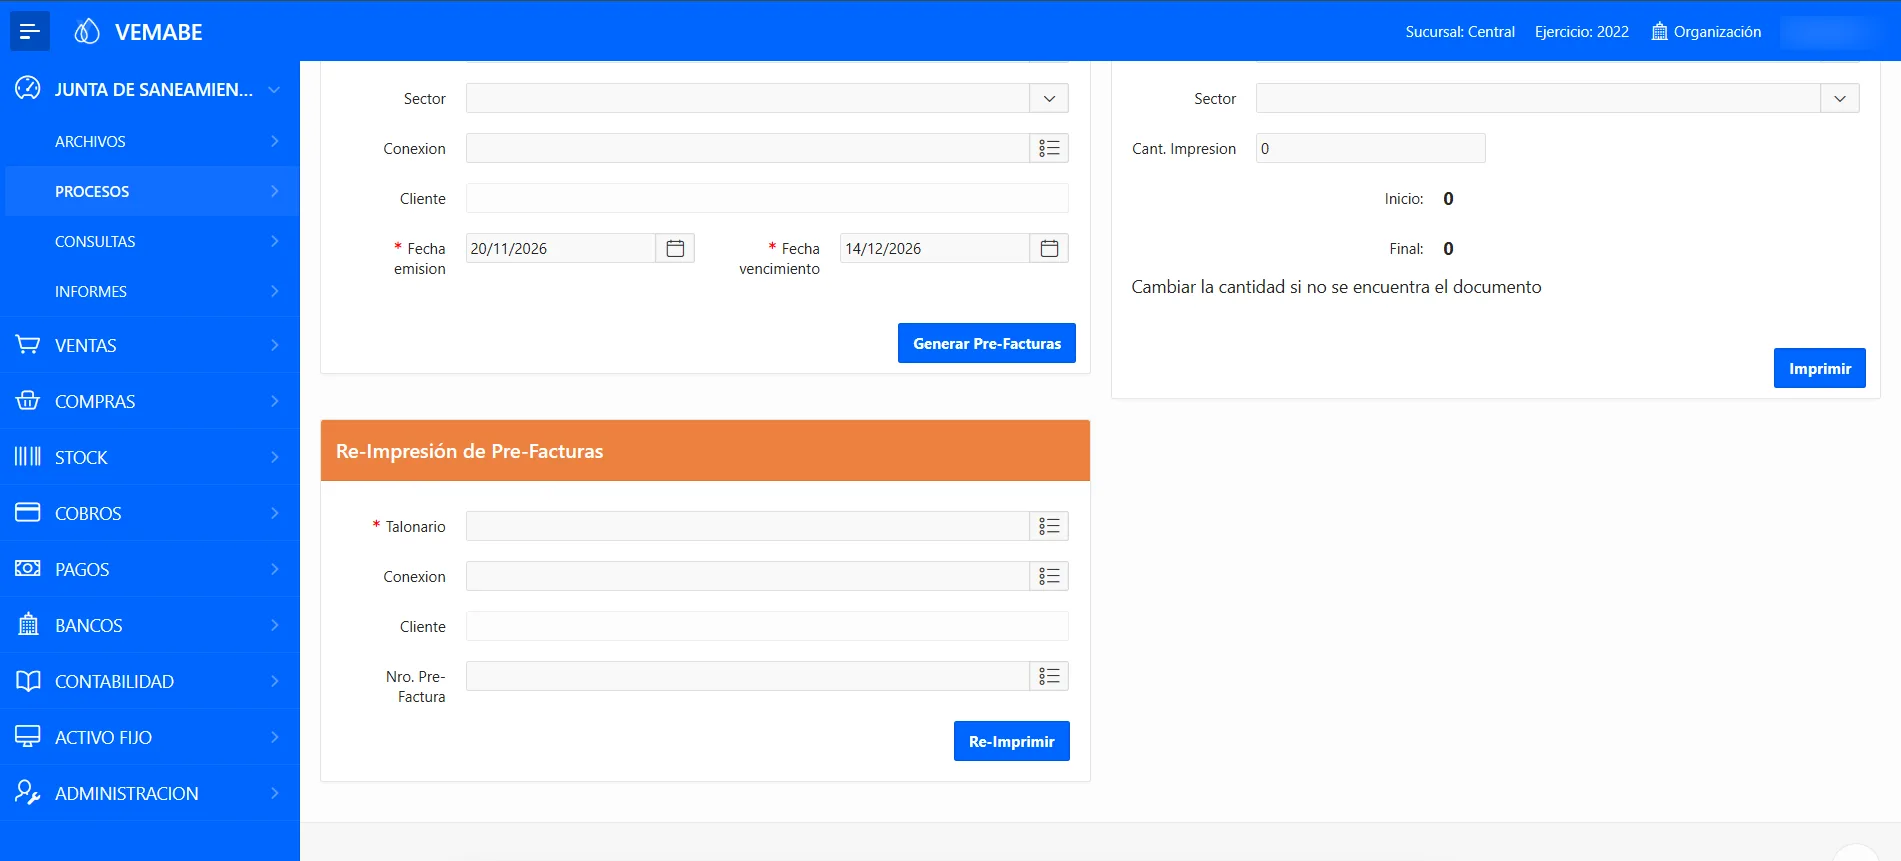 VEMABE
Sucursal: Central
Ejercicio: 2022
Organización
JUNTA DE SANEAMIEN...
ARCHIVOS
PROCESOS
CONSULTAS
INFORMES
VENTAS
COMPRAS
STOCK
COBROS
PAGOS
BANCOS
CONTABILIDAD
ACTIVO FIJO
ADMINISTRACION
Sector
Conexion
Cliente
* Fecha
emision
20/11/2026
* Fecha
vencimiento
14/12/2026
Generar Pre-Facturas
Sector
Cant. Impresion
0
Inicio: 0
Final: 0
Cambiar la cantidad si no se encuentra el documento
Imprimir
Re-Impresión de Pre-Facturas
* Talonario
Conexion
Cliente
Nro. Pre-
Factura
Re-Imprimir